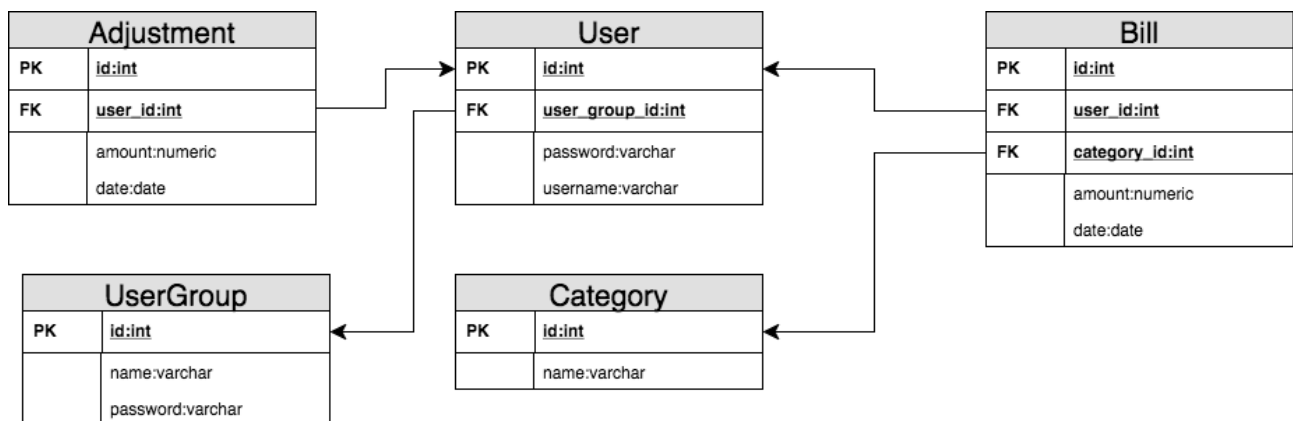 Adjustment
PK id:int
FK user_id:int
amount:numeric
date:date
User
PK id:int
FK user_group_id:int
password:varchar
username:varchar
Bill
PK id:int
FK user_id:int
FK category_id:int
amount:numeric
date:date
UserGroup
PK id:int
name:varchar
password:varchar
Category
PK id:int
name:varchar